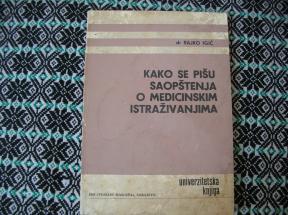 dr RAJKO IGIĆ
KAKO SE PIŠU
SAOPŠTENJA
O MEDICINSKIM
ISTRAŽIVANJIMA
univerzitetska
knjiga